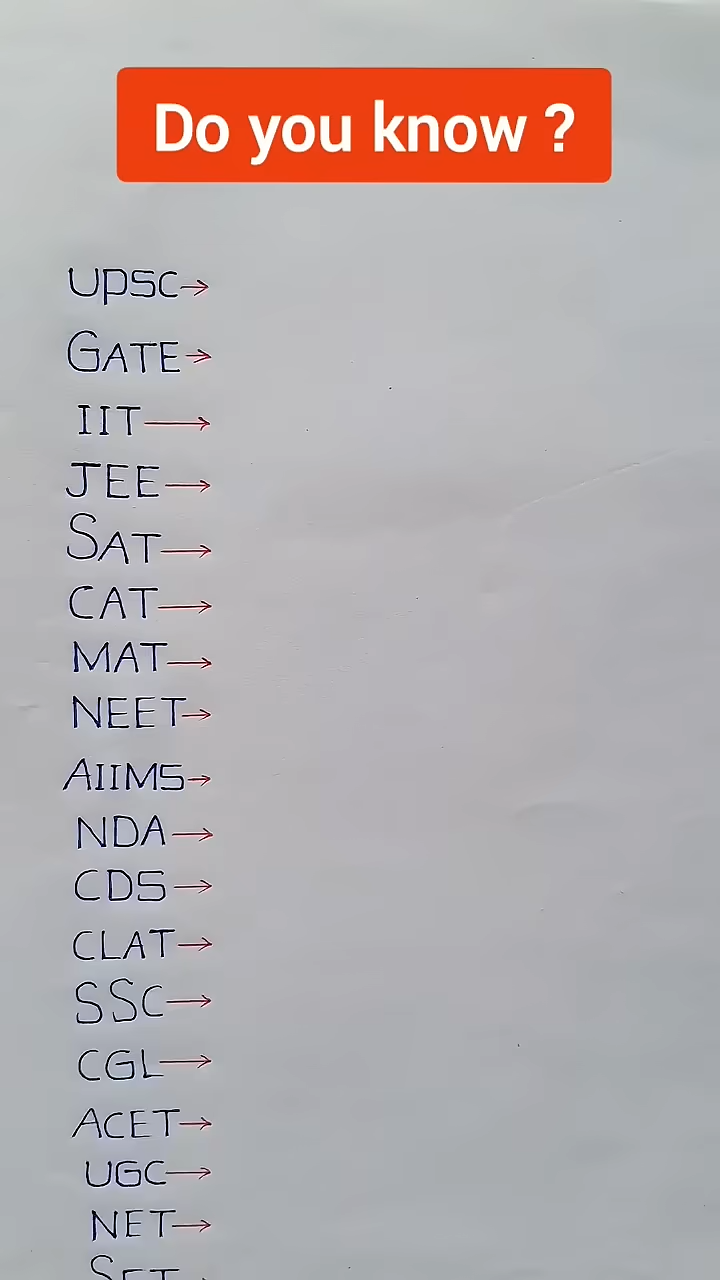 Do you know ?
UPSC→
GATE→
IIT→
JEE→
SAT→
CAT→
MAT→
NEET→
AIIMS→
NDA→
CDS→
CLAT→
SSC→
CGL→
ACET→
UGC→
NET→